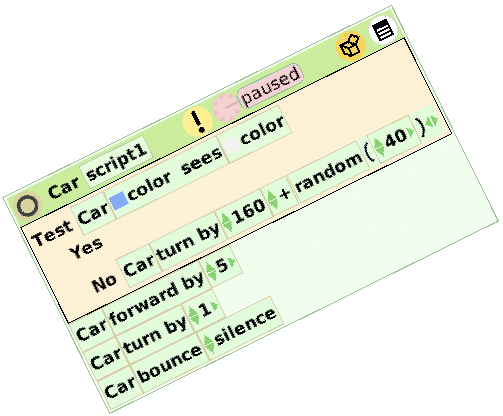 Car script1 ! paused
Test Car color sees color
Yes
No Car turn by 160 + random ( 40 )
Car forward by 5
Car turn by 1
Car bounce silence